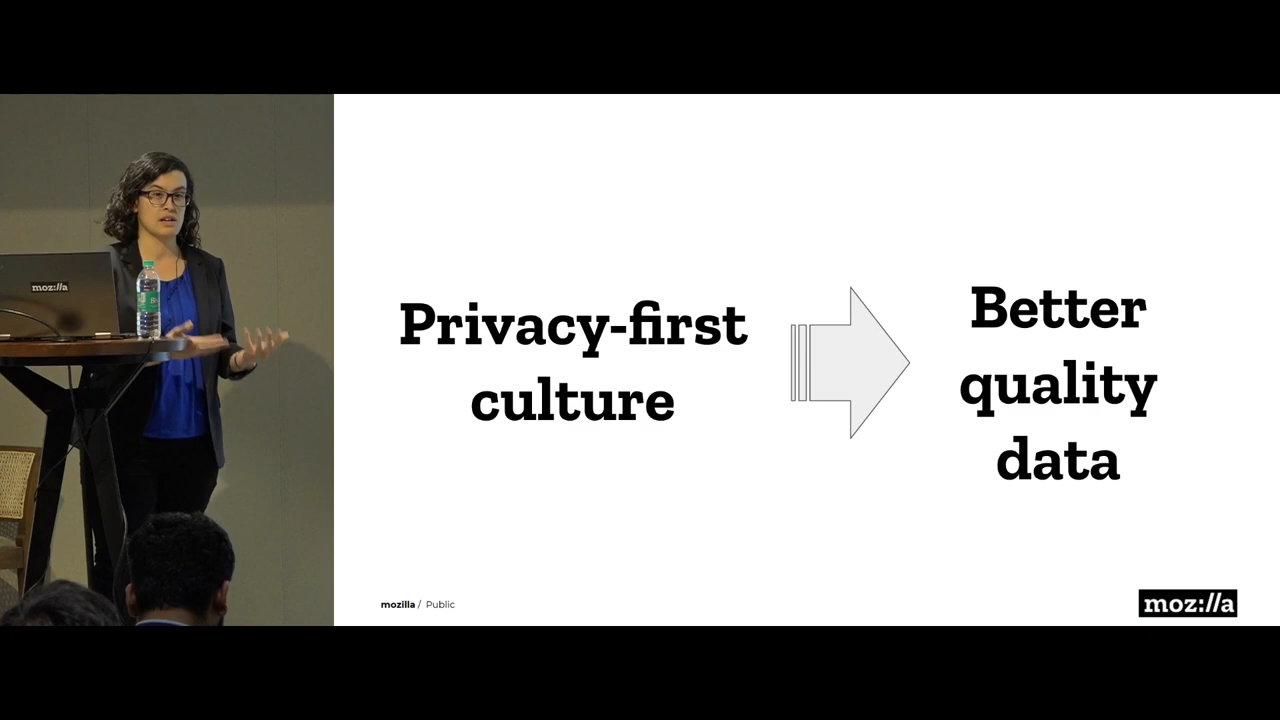 moz://a
Privacy-first
culture
Better
quality
data
mozilla / Public
moz://a